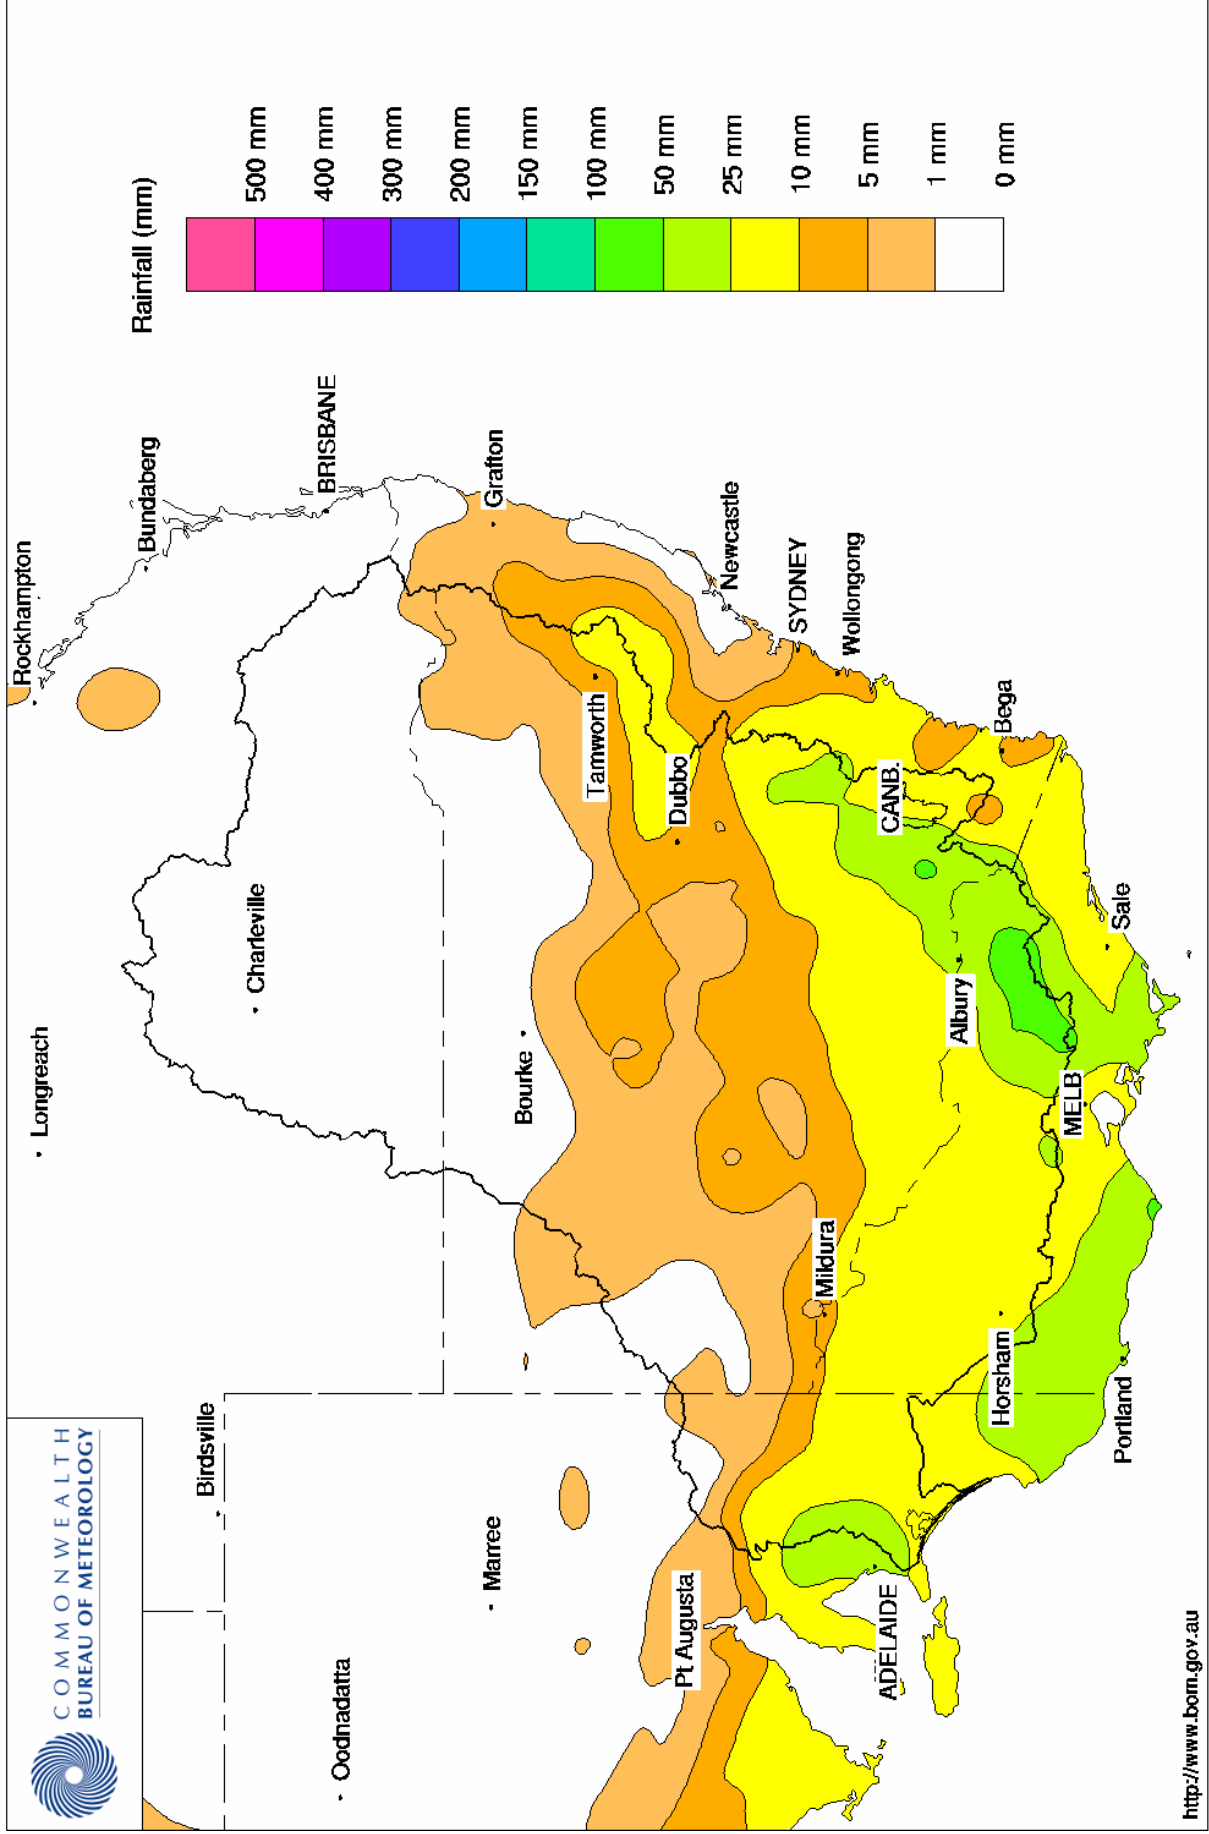 COMMONWEALTH
BUREAU OF METEOROLOGY
Rainfall (mm)
500 mm
400 mm
300 mm
200 mm
150 mm
100 mm
50 mm
25 mm
10 mm
5 mm
1 mm
0 mm
Longreach
Rockhampton
Bundaberg
Birdsville
Charleville
BRISBANE
Oodnadatta
Marree
Bourke
Grafton
Pt Augusta
Tamworth
Dubbo
Newcastle
Mildura
SYDNEY
Wollongong
ADELAIDE
CANB.
Albury
Horsham
Bega
MELB
Portland
Sale
http://www.bom.gov.au